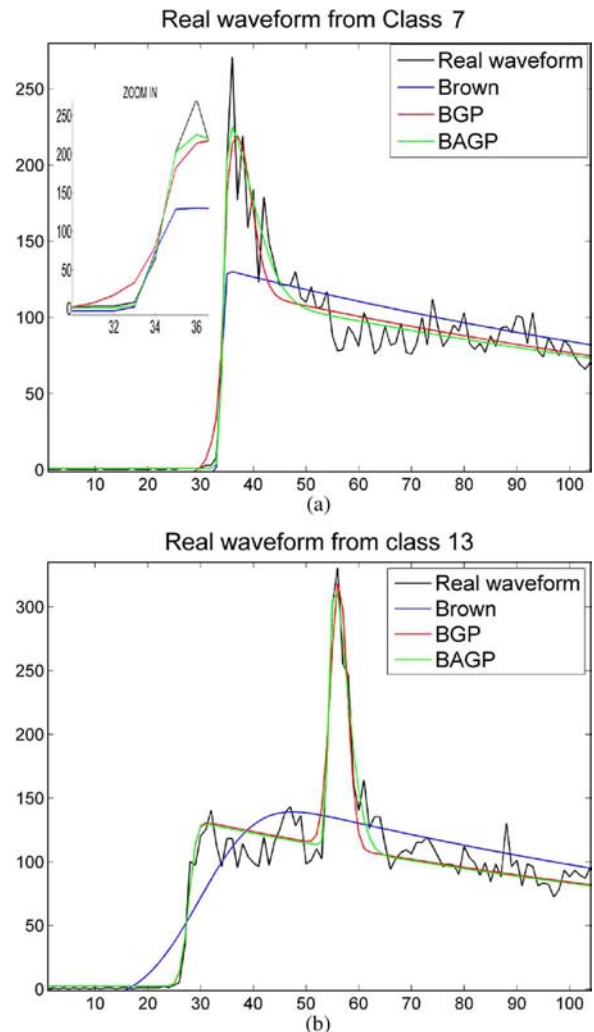 Real waveform from Class 7
Real waveform
Brown
BGP
BAGP
ZOOM IN
250
200
150
100
50
0
32 34 36
250
200
150
100
50
0
10 20 30 40 50 60 70 80 90 100
(a)
Real waveform from class 13
Real waveform
Brown
BGP
BAGP
300
250
200
150
100
50
0
10 20 30 40 50 60 70 80 90 100
(b)